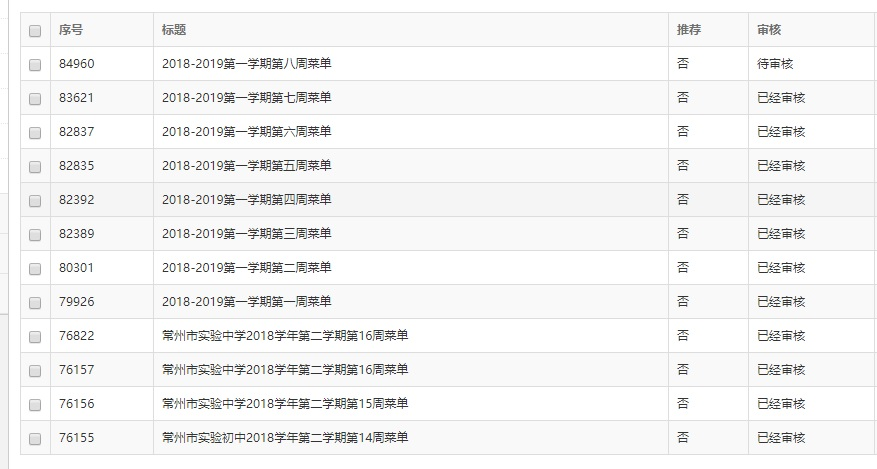 序号 标题 推荐 审核
84960 2018-2019第一学期第八周菜单 否 待审核
83621 2018-2019第一学期第七周菜单 否 已经审核
82837 2018-2019第一学期第六周菜单 否 已经审核
82835 2018-2019第一学期第五周菜单 否 已经审核
82392 2018-2019第一学期第四周菜单 否 已经审核
82389 2018-2019第一学期第三周菜单 否 已经审核
80301 2018-2019第一学期第二周菜单 否 已经审核
79926 2018-2019第一学期第一周菜单 否 已经审核
76822 常州市实验中学2018学年第二学期第16周菜单 否 已经审核
76157 常州市实验中学2018学年第二学期第16周菜单 否 已经审核
76156 常州市实验中学2018学年第二学期第15周菜单 否 已经审核
76155 常州市实验初中2018学年第二学期第14周菜单 否 已经审核